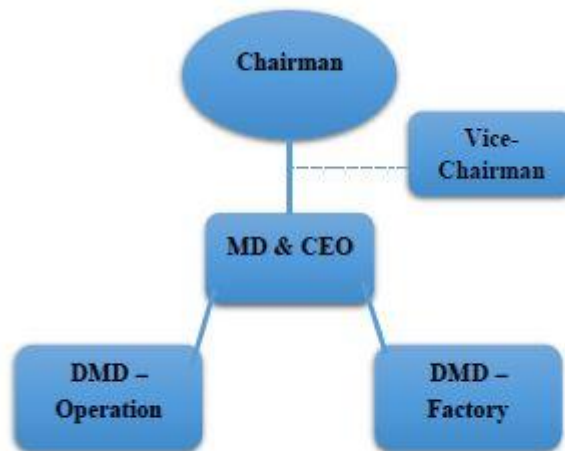 Chairman
Vice-
Chairman
MD & CEO
DMD –
Operation
DMD –
Factory